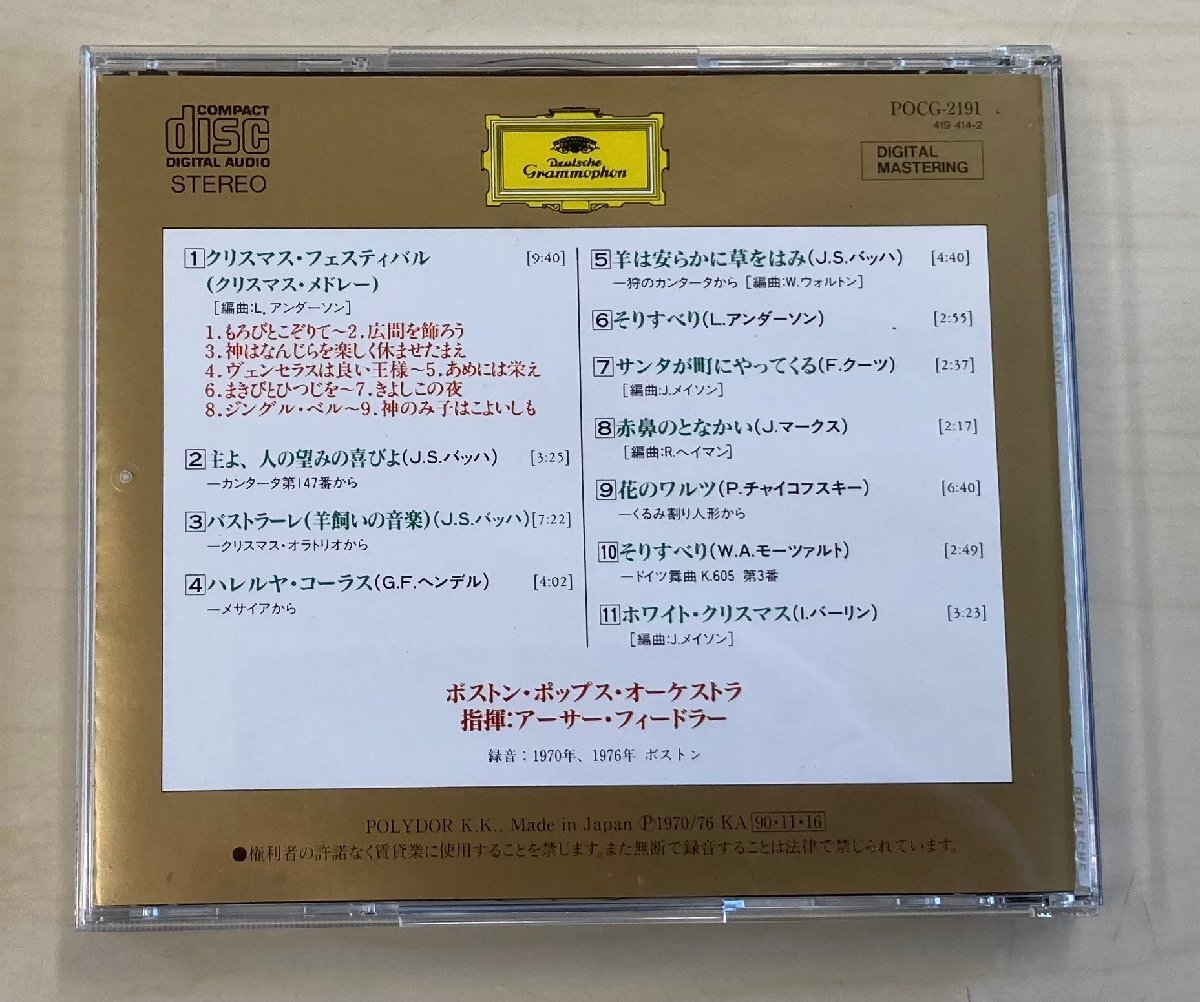 COMPACT
disc
DIGITAL AUDIO
STEREO
Deutsche
Grammophon
POCG-2191
419 414-2
DIGITAL
MASTERING
1 クリスマス・フェスティバル [9:40]
(クリスマス・メドレー)
[編曲:L.アンダーソン]
1.もろびとこぞりて〜2.広間を飾ろう
3.神はなんじらを楽しく休ませたまえ
4.ヴェンセラスは良い王様〜5.あめには栄え
6.まきびとひつじを〜7.きよしこの夜
8.ジングル・ベル〜9.神のみ子はこよいしも
2 主よ、人の望みの喜びよ(J.S.バッハ) [3:25]
—カンタータ第147番から
3 パストラーレ(羊飼いの音楽)(J.S.バッハ) [7:22]
—クリスマス・オラトリオから
4 ハレルヤ・コーラス(G.F.ヘンデル) [4:02]
—メサイアから
5 羊は安らかに草をはみ(J.S.バッハ) [4:40]
—狩のカンタータから [編曲:W.ウォルトン]
6 そりすべり(L.アンダーソン) [2:55]
7 サンタが町にやってくる(F.クーツ) [2:37]
[編曲:J.メイソン]
8 赤鼻のとなかい(J.マークス) [2:17]
[編曲:R.ヘイマン]
9 花のワルツ(P.チャイコフスキー) [6:40]
—くるみ割り人形から
10 そりすべり(W.A.モーツァルト) [2:49]
—ドイツ舞曲 K.605 第3番
11 ホワイト・クリスマス(I.バーリン) [3:23]
[編曲:J.メイソン]
ボストン・ポップス・オーケストラ
指揮:アーサー・フィードラー
録音:1970年、1976年 ボストン
POLYDOR K.K., Made in Japan Ⓟ1970/76 KA 90・11・16
●権利者の許諾なく賃貸業に使用することを禁じます。また無断で録音することは法律で禁じられています。